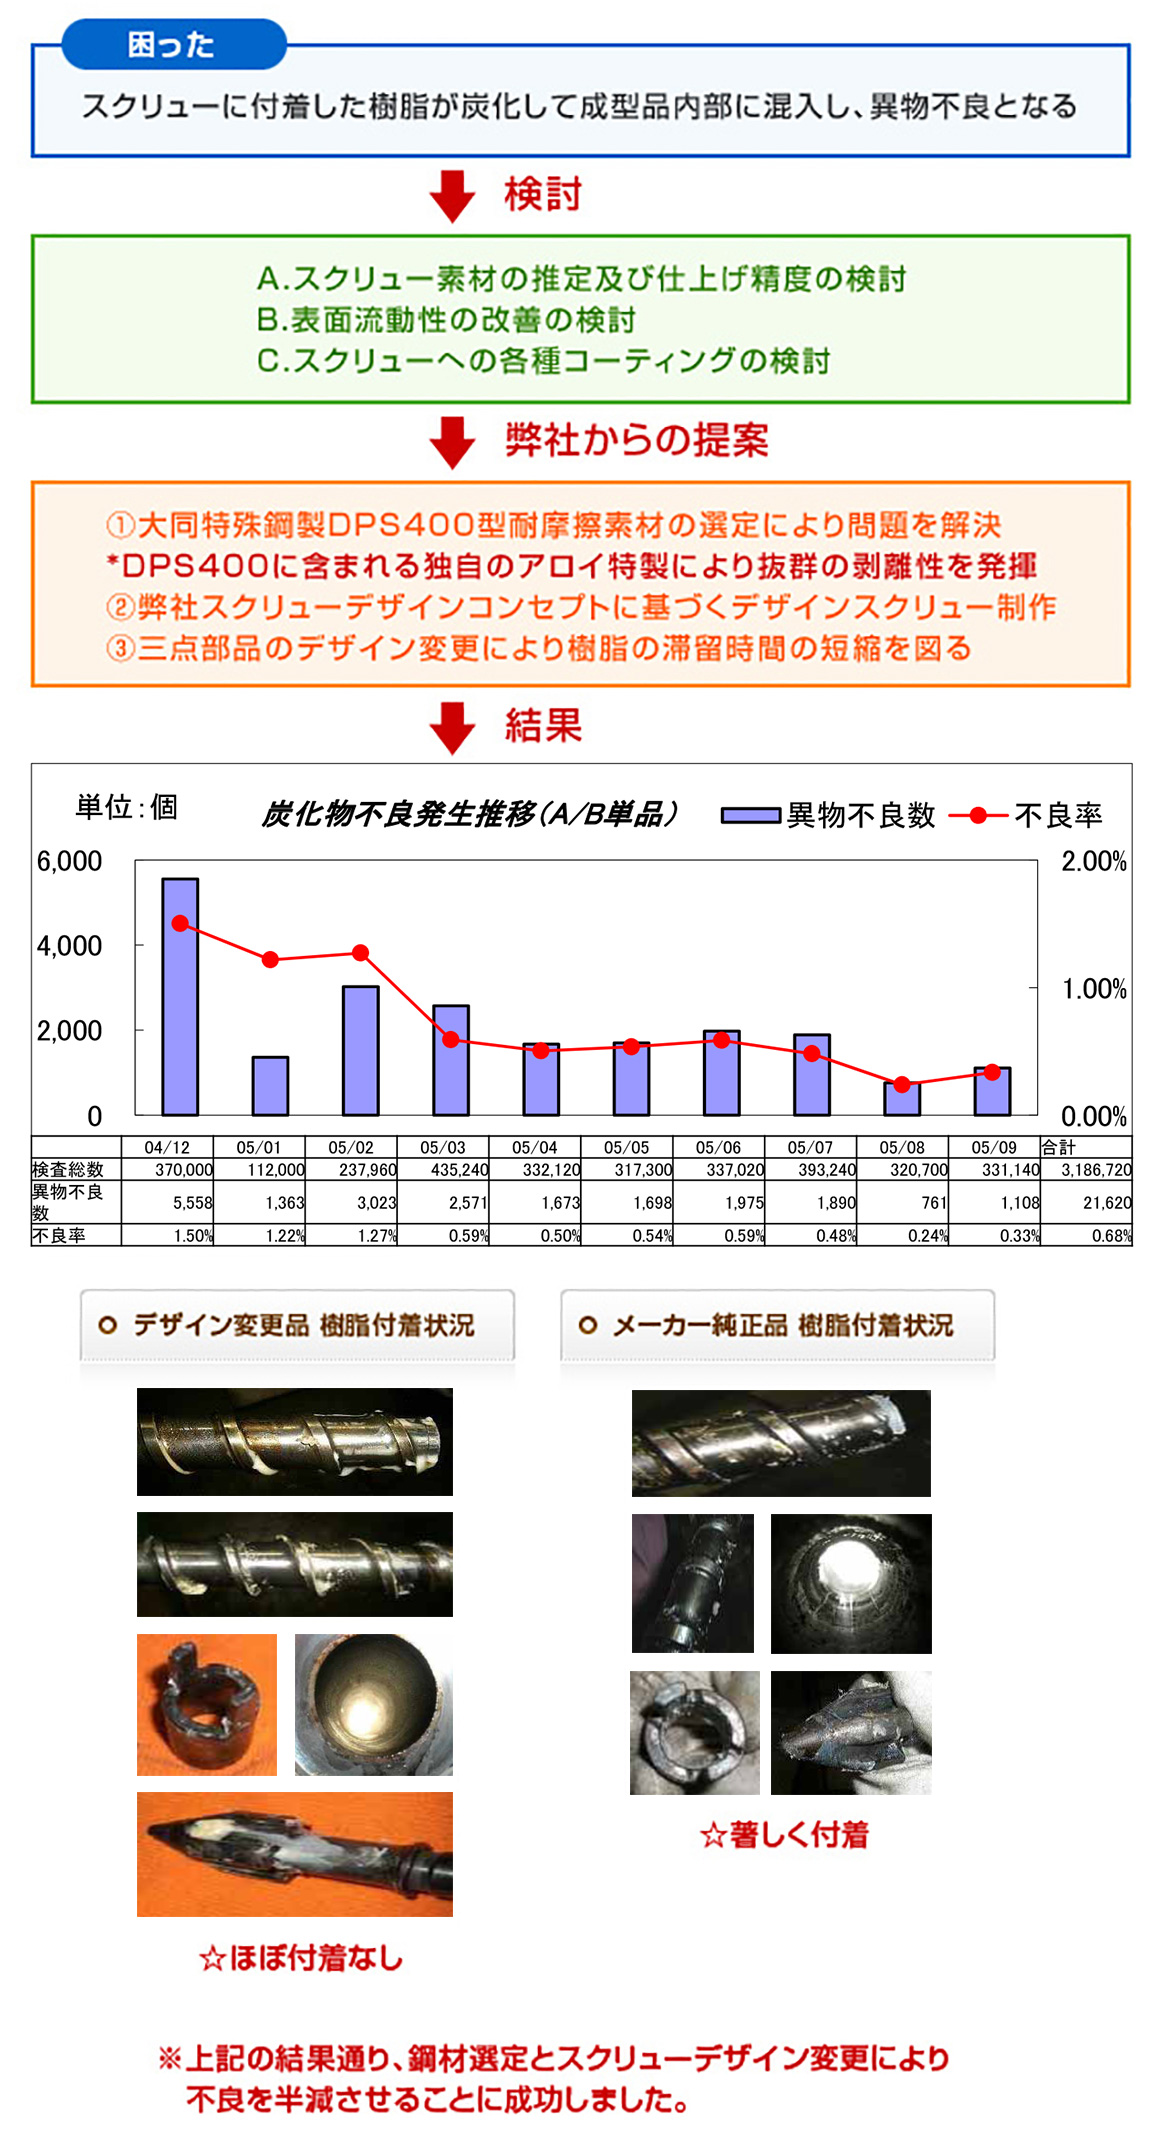 困った
スクリューに付着した樹脂が炭化して成型品内部に混入し、異物不良となる
検討
A.スクリュー素材の推定及び仕上げ精度の検討
B.表面流動性の改善の検討
C.スクリューへの各種コーティングの検討
弊社からの提案
①大同特殊鋼製DPS400型耐摩擦素材の選定により問題を解決
*DPS400に含まれる独自のアロイ特製により抜群の剥離性を発揮
②弊社スクリューデザインコンセプトに基づくデザインスクリュー制作
③三点部品のデザイン変更により樹脂の滞留時間の短縮を図る
結果
単位：個 炭化物不良発生推移（A/B単品） 異物不良数 不良率
6,000 2.00%
4,000
1.00%
2,000
0 0.00%
04/12 05/01 05/02 05/03 05/04 05/05 05/06 05/07 05/08 05/09 合計
検査総数 370,000 112,000 237,960 435,240 332,120 317,300 337,020 393,240 320,700 331,140 3,186,720
異物不良数 5,558 1,363 3,023 2,571 1,673 1,698 1,975 1,890 761 1,108 21,620
不良率 1.50% 1.22% 1.27% 0.59% 0.50% 0.54% 0.59% 0.48% 0.24% 0.33% 0.68%
デザイン変更品 樹脂付着状況
メーカー純正品 樹脂付着状況
☆著しく付着
☆ほぼ付着なし
※上記の結果通り、鋼材選定とスクリューデザイン変更により
不良を半減させることに成功しました。